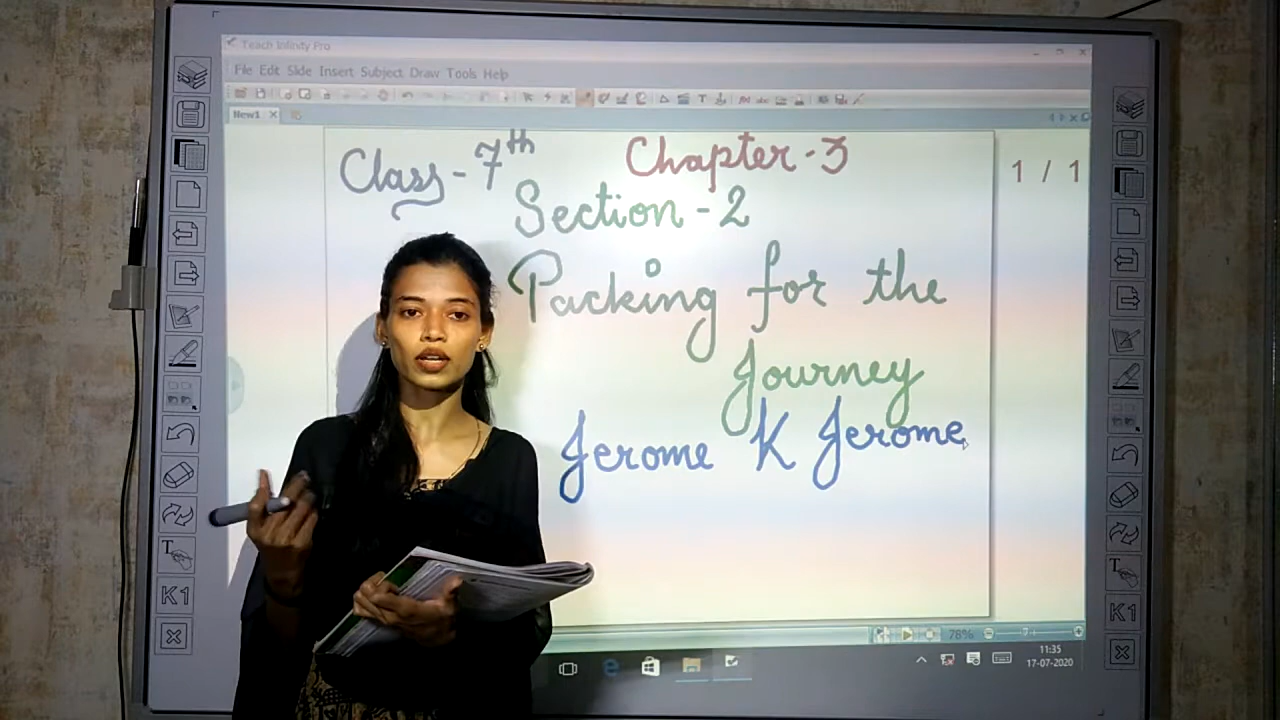 Teach Infinity Pro
File Edit Slide Insert Subject Draw Tools Help
New1
Class - 7th
Chapter - 3
1 / 1
Section - 2
Packing for the
Journey
Jerome K Jerome
T
T
K1
K1
78%
11:35
17-07-2020